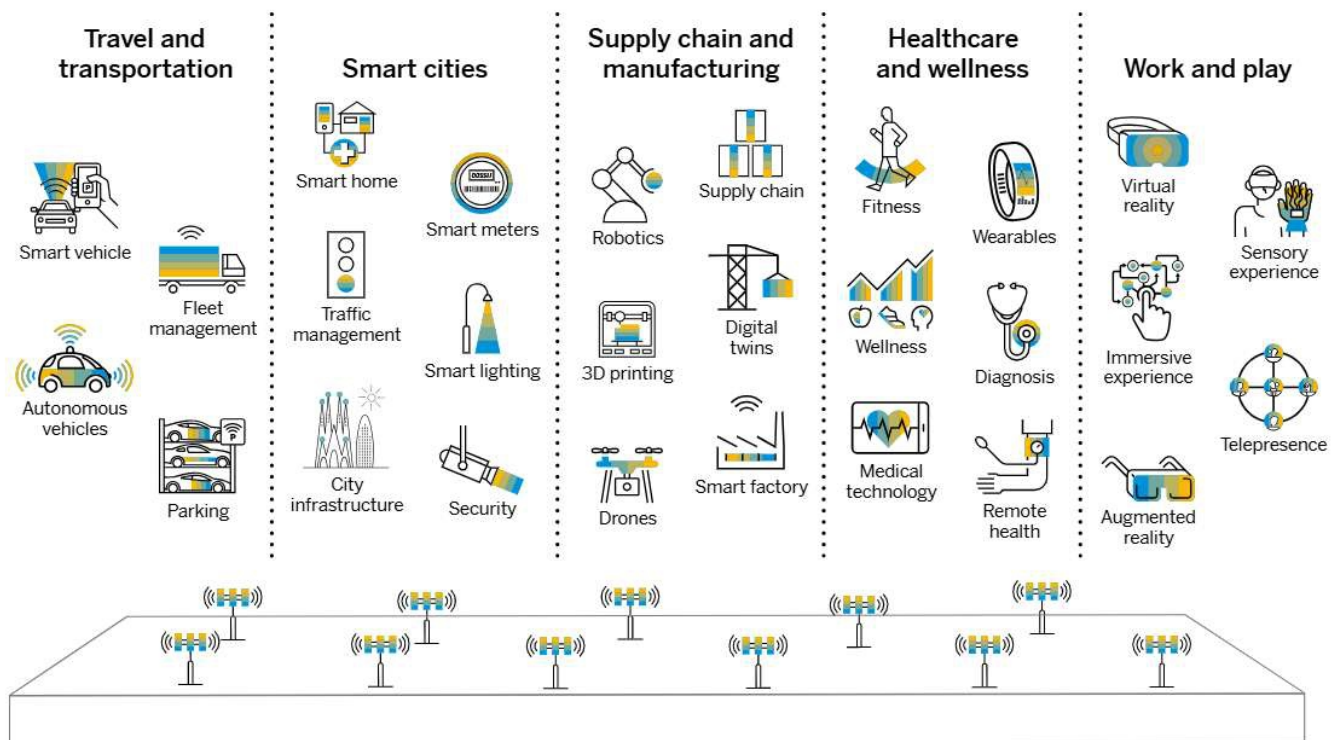 Travel and
transportation
Smart vehicle
Fleet
management
Autonomous
vehicles
P
Parking
Smart cities
Smart home
Smart meters
Traffic
management
Smart lighting
City
infrastructure
Security
Supply chain and
manufacturing
Supply chain
Robotics
Digital
twins
3D printing
Smart factory
Drones
Healthcare
and wellness
Fitness
Wearables
Wellness
Diagnosis
Medical
technology
Remote
health
Work and play
Virtual
reality
Sensory
experience
Immersive
experience
Telepresence
Augmented
reality